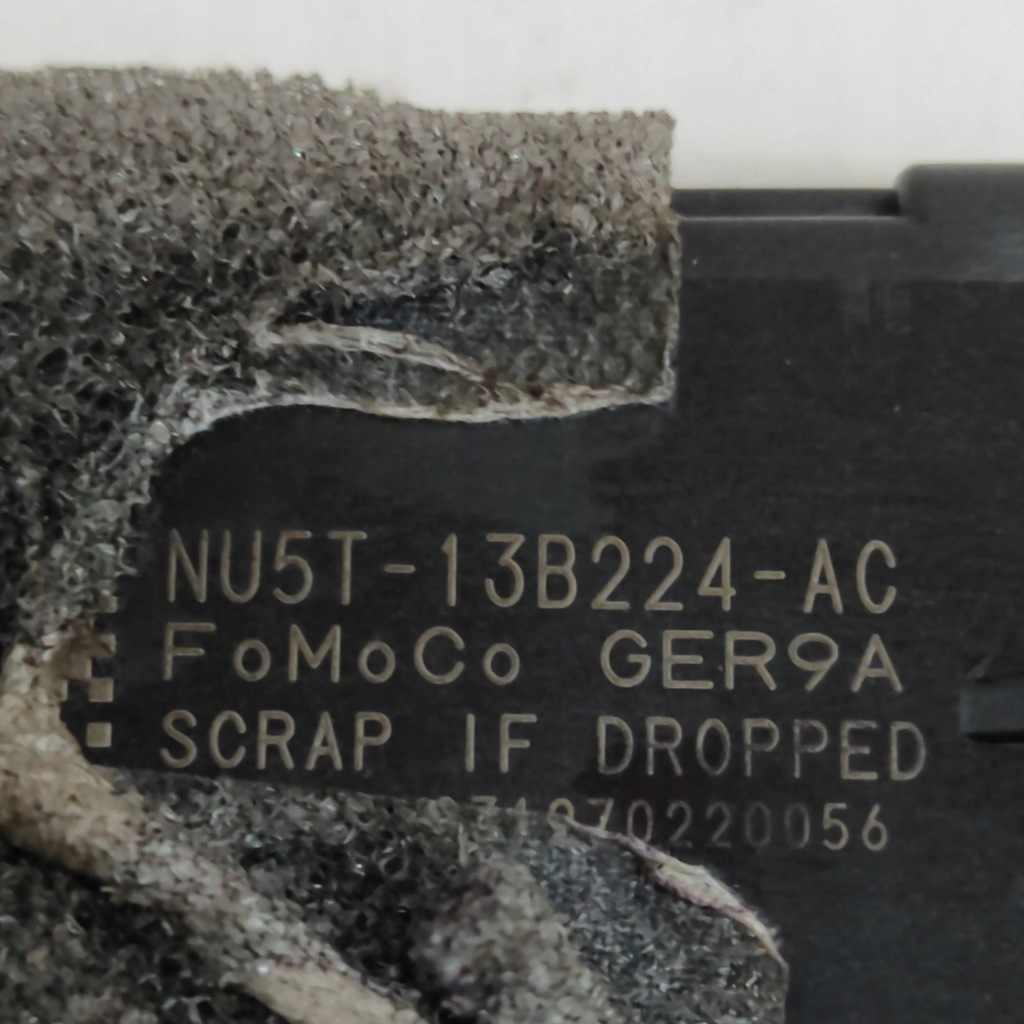 NU5T-13B224-AC
FoMoCo GER9A
SCRAP IF DROPPED